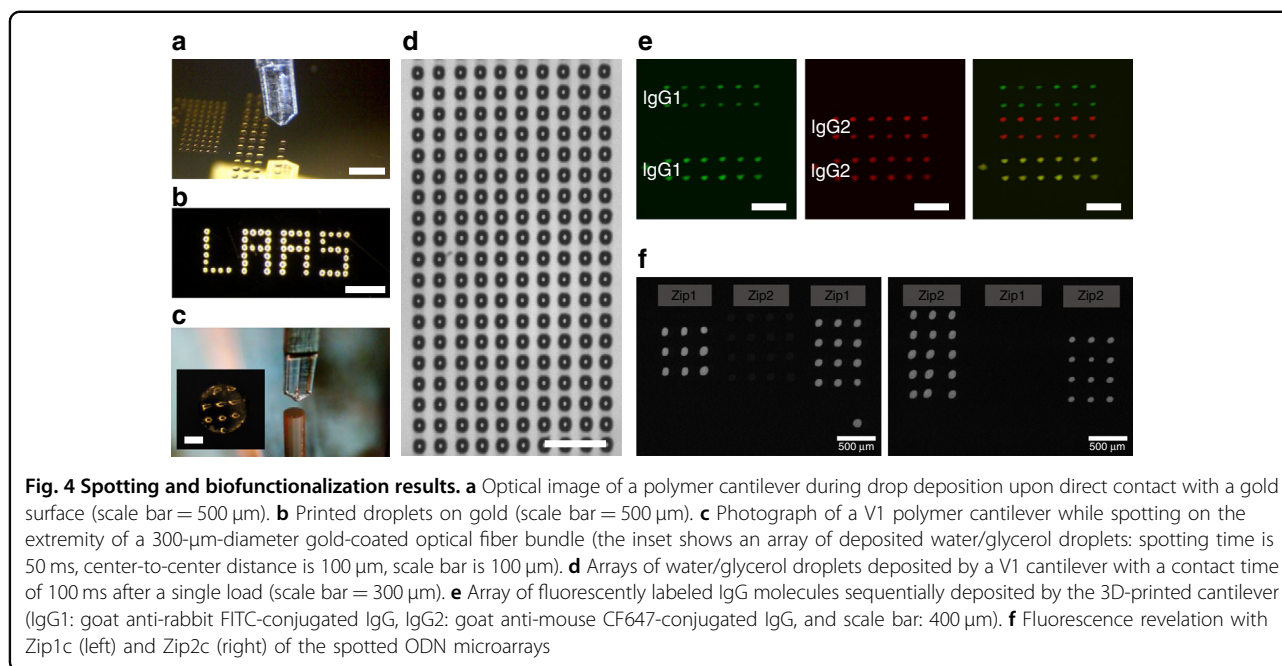 a
b
c
d
e
f
LAAS
IgG1
IgG1
IgG2
IgG2
Zip1 Zip2 Zip1
500 µm
Zip2 Zip1 Zip2
500 µm
Fig. 4 Spotting and biofunctionalization results. a Optical image of a polymer cantilever during drop deposition upon direct contact with a gold
surface (scale bar = 500 µm). b Printed droplets on gold (scale bar = 500 µm). c Photograph of a V1 polymer cantilever while spotting on the
extremity of a 300-µm-diameter gold-coated optical fiber bundle (the inset shows an array of deposited water/glycerol droplets: spotting time is
50 ms, center-to-center distance is 100 µm, scale bar is 100 µm). d Arrays of water/glycerol droplets deposited by a V1 cantilever with a contact time
of 100 ms after a single load (scale bar = 300 µm). e Array of fluorescently labeled IgG molecules sequentially deposited by the 3D-printed cantilever
(IgG1: goat anti-rabbit FITC-conjugated IgG, IgG2: goat anti-mouse CF647-conjugated IgG, and scale bar: 400 µm). f Fluorescence revelation with
Zip1c (left) and Zip2c (right) of the spotted ODN microarrays